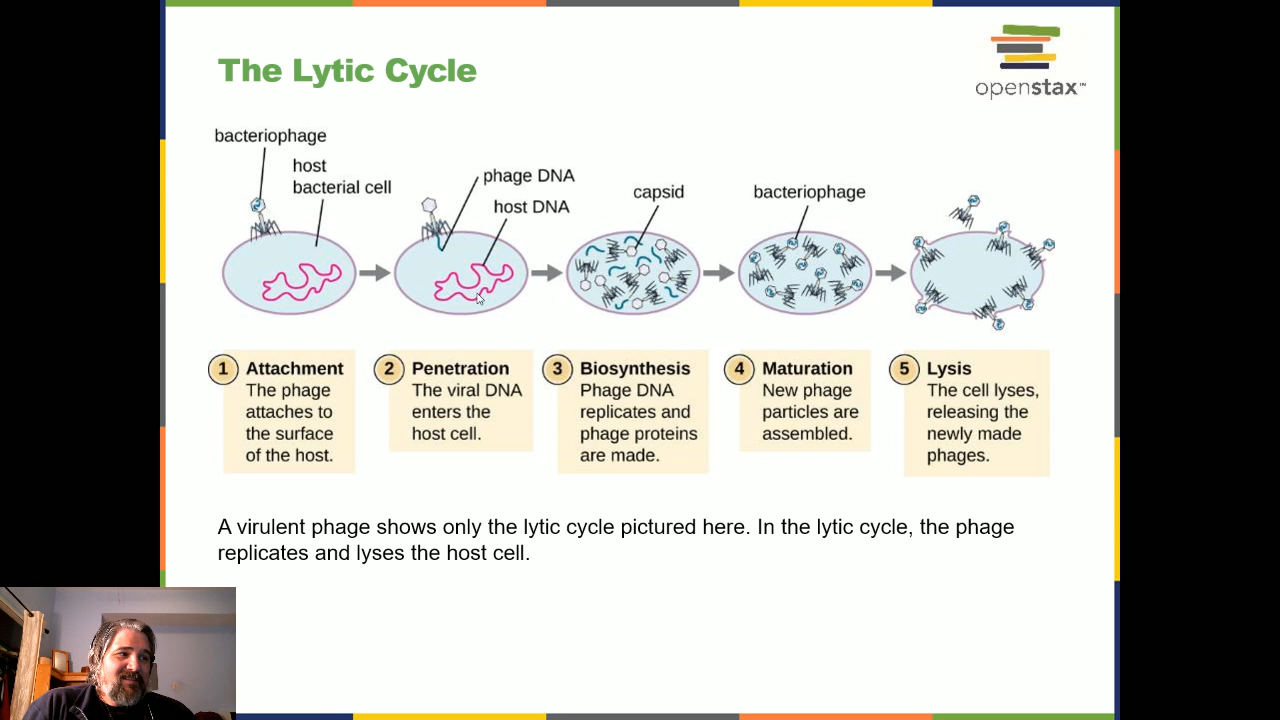 The Lytic Cycle
openstax™
bacteriophage
host
bacterial cell
phage DNA
host DNA
capsid
bacteriophage
1 Attachment
The phage
attaches to
the surface
of the host.
2 Penetration
The viral DNA
enters the
host cell.
3 Biosynthesis
Phage DNA
replicates and
phage proteins
are made.
4 Maturation
New phage
particles are
assembled.
5 Lysis
The cell lyses,
releasing the
newly made
phages.
A virulent phage shows only the lytic cycle pictured here. In the lytic cycle, the phage
replicates and lyses the host cell.